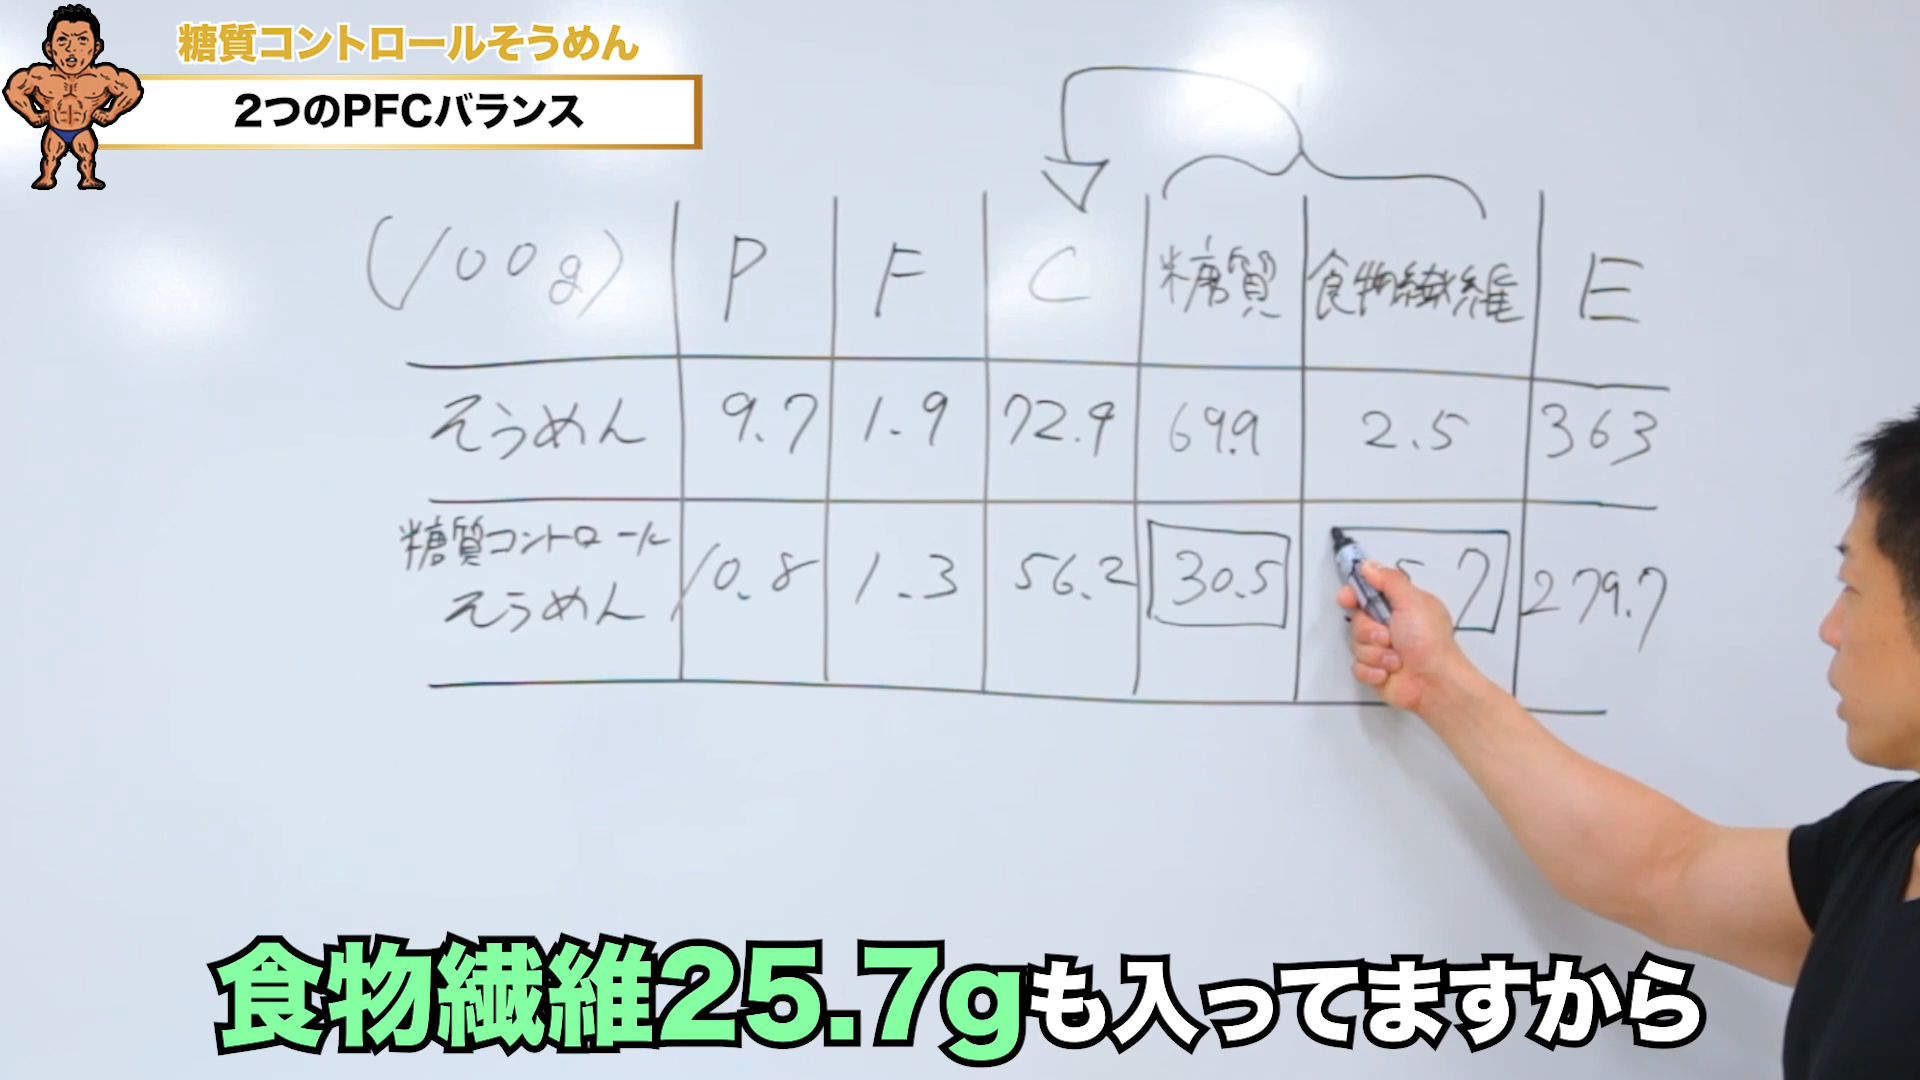 糖質コントロールそうめん
2つのPFCバランス
(/00g) P F C 糖質 食物繊維 E
そうめん 9.7 1.9 72.4 69.9 2.5 363
糖質コントロール
そうめん 10.8 1.3 56.2 30.5 5.7 279.7
食物繊維25.7gも入ってますから